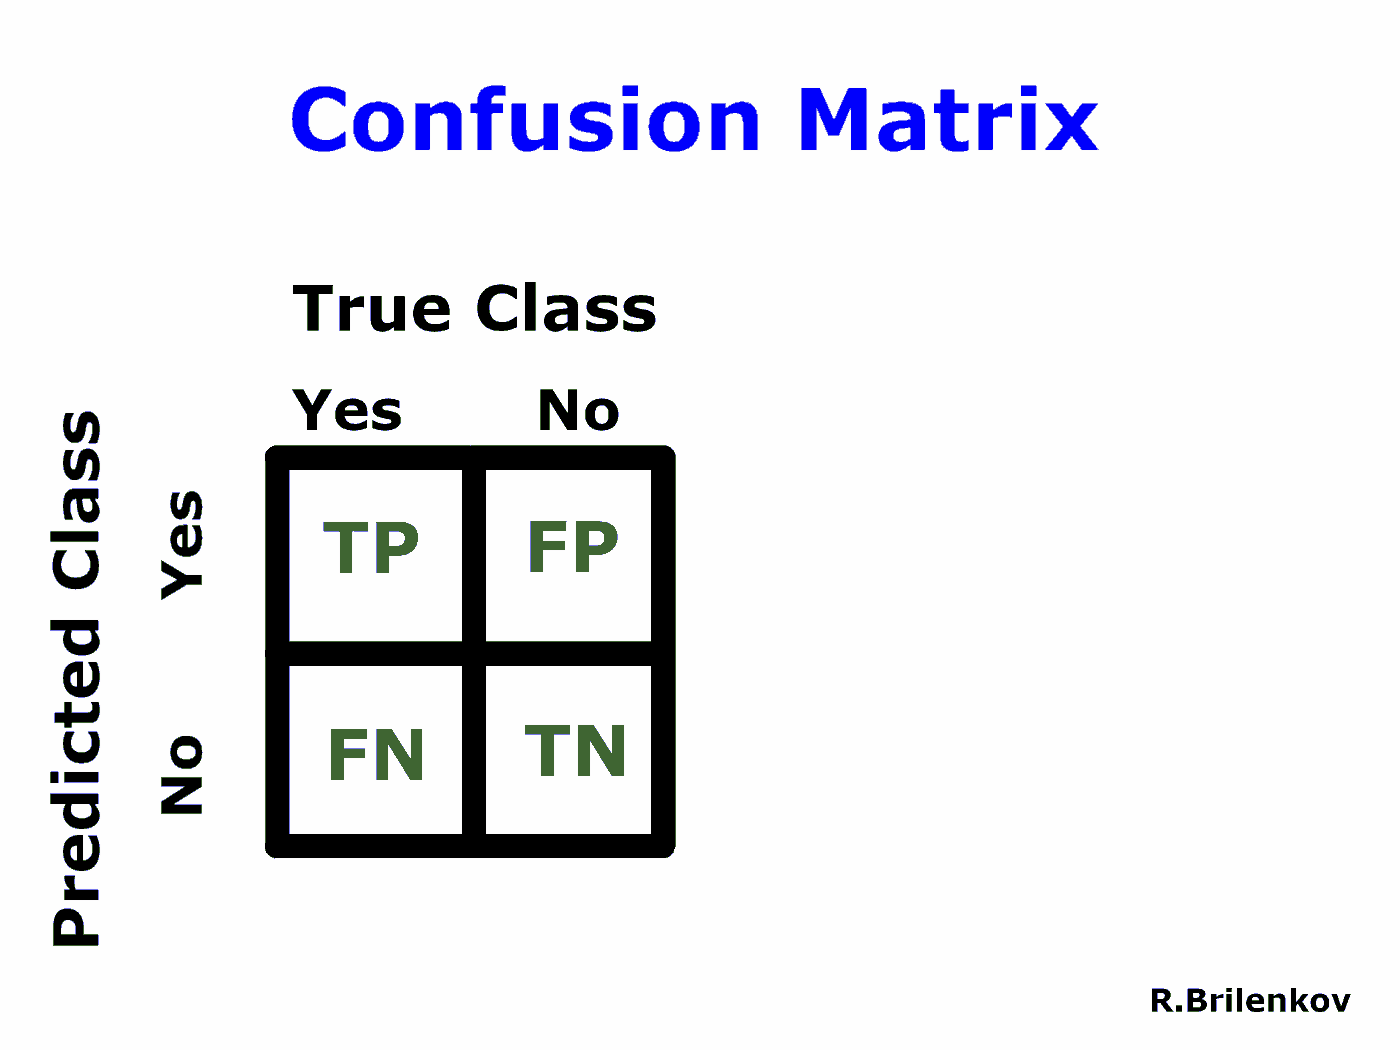 Confusion Matrix
True Class
Yes No
Predicted Class
Yes
TP FP
No
FN TN
R.Brilenkov